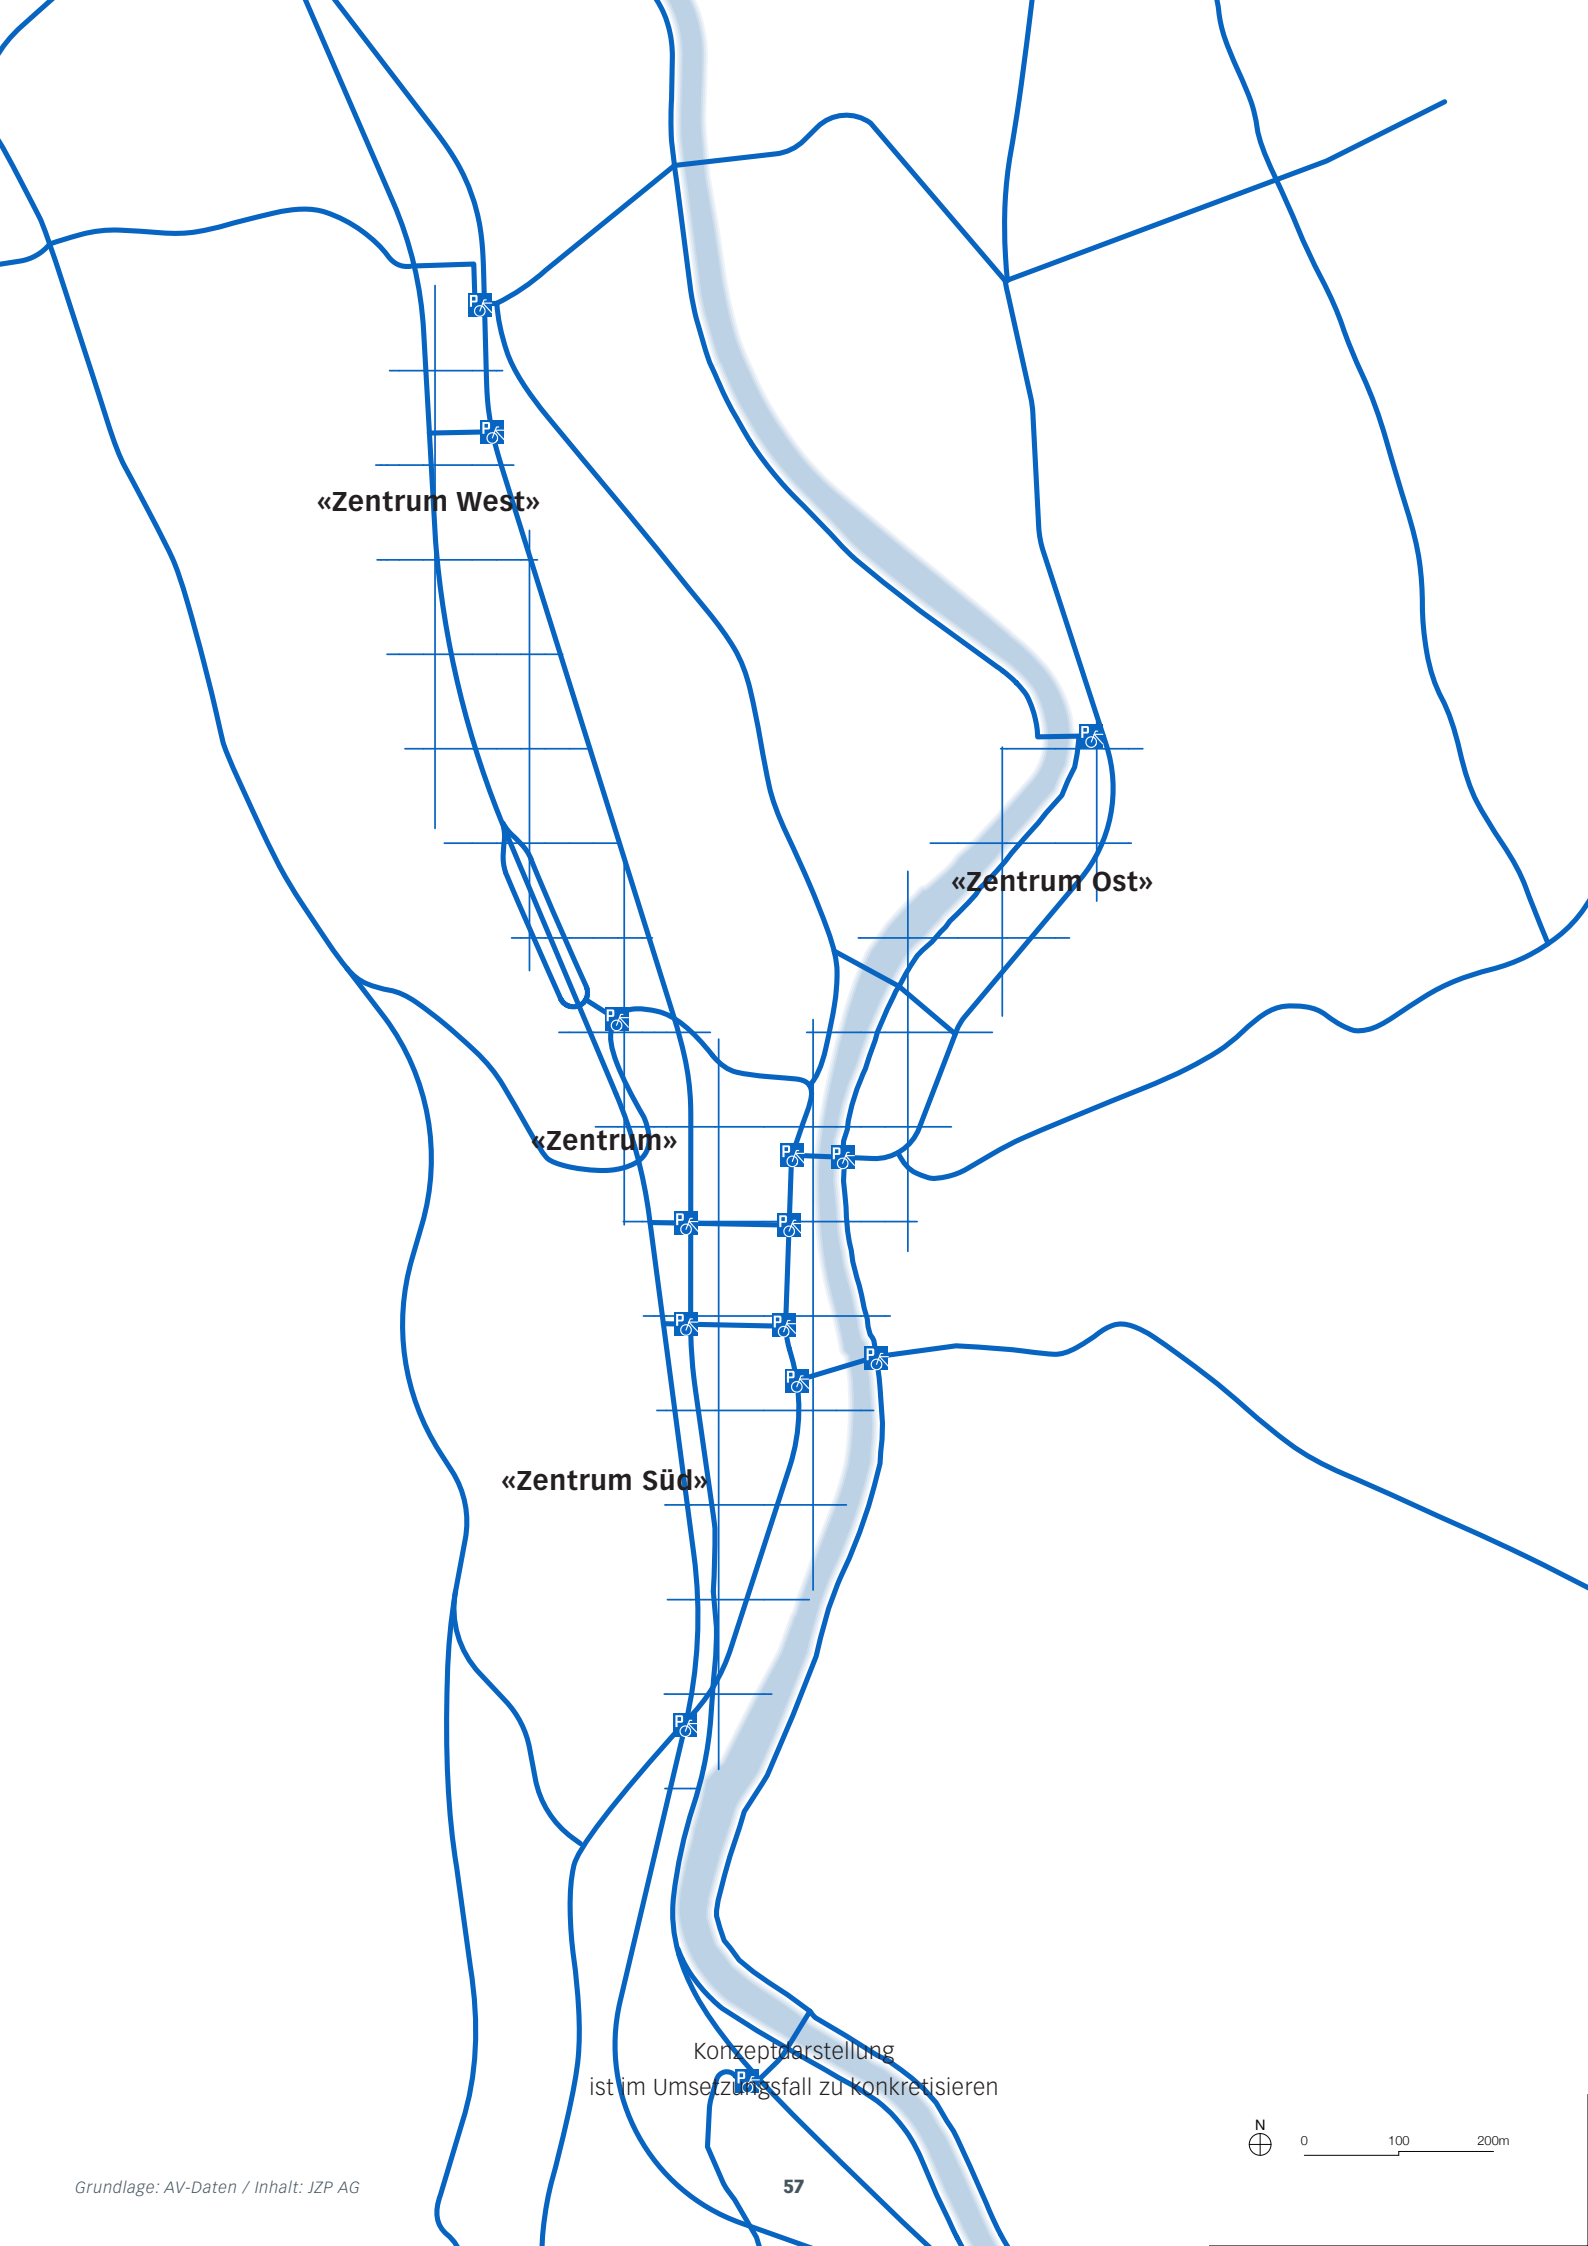 P
P
«Zentrum West»
P
«Zentrum Ost»
P
«Zentrum»
P
P
P
P
P
P
P
P
«Zentrum Süd»
P
Konzeptdarstellung
P
ist im Umsetzungsfall zu konkretisieren
N
0 100 200m
Grundlage: AV-Daten / Inhalt: JZP AG
57